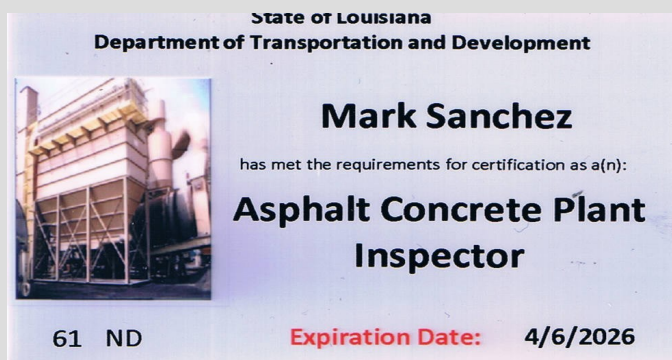 State of Louisiana
Department of Transportation and Development
Mark Sanchez
has met the requirements for certification as a(n):
Asphalt Concrete Plant
Inspector
61 ND
Expiration Date: 4/6/2026